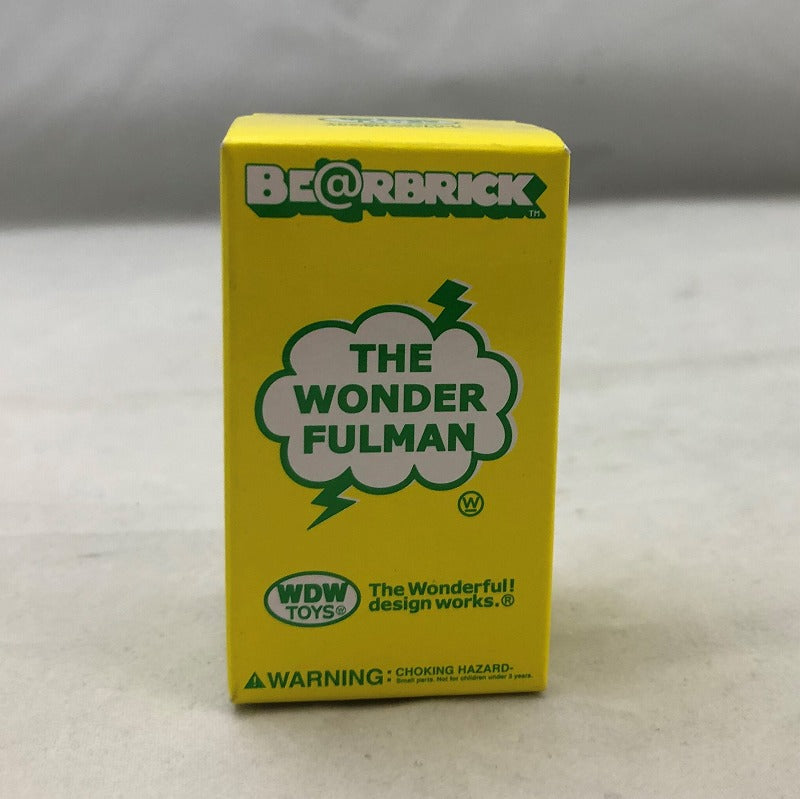 BE@RBRICK TM
THE
WONDER
FULMAN
W
WDW
TOYS
The Wonderful!
design works.®
⚠WARNING: CHOKING HAZARD-
Small parts. Not for children under 3 years.